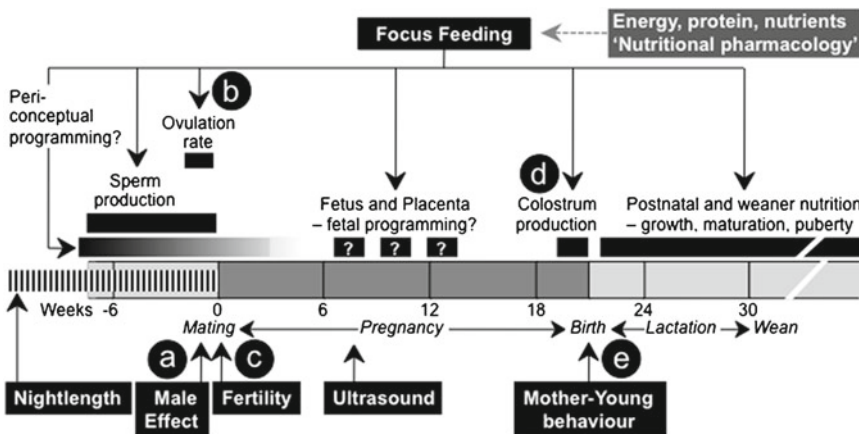 Energy, protein, nutrients
'Nutritional pharmacology'
Focus Feeding
Peri-
conceptual
programming?
b
Ovulation
rate
Sperm
production
Fetus and Placenta
– fetal programming?
d
Colostrum
production
Postnatal and weaner nutrition
– growth, maturation, puberty
? ? ?
Weeks -6 0 6 12 18 24 30
Mating Pregnancy Birth Lactation Wean
a c e
Nightlength
Male
Effect
Fertility
Ultrasound
Mother-Young
behaviour